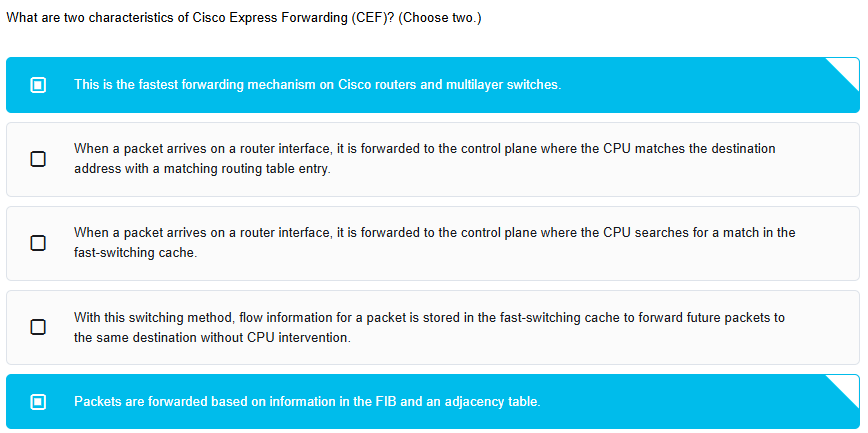 What are two characteristics of Cisco Express Forwarding (CEF)? (Choose two.)
This is the fastest forwarding mechanism on Cisco routers and multilayer switches.
When a packet arrives on a router interface, it is forwarded to the control plane where the CPU matches the destination
address with a matching routing table entry.
When a packet arrives on a router interface, it is forwarded to the control plane where the CPU searches for a match in the
fast-switching cache.
With this switching method, flow information for a packet is stored in the fast-switching cache to forward future packets to
the same destination without CPU intervention.
Packets are forwarded based on information in the FIB and an adjacency table.